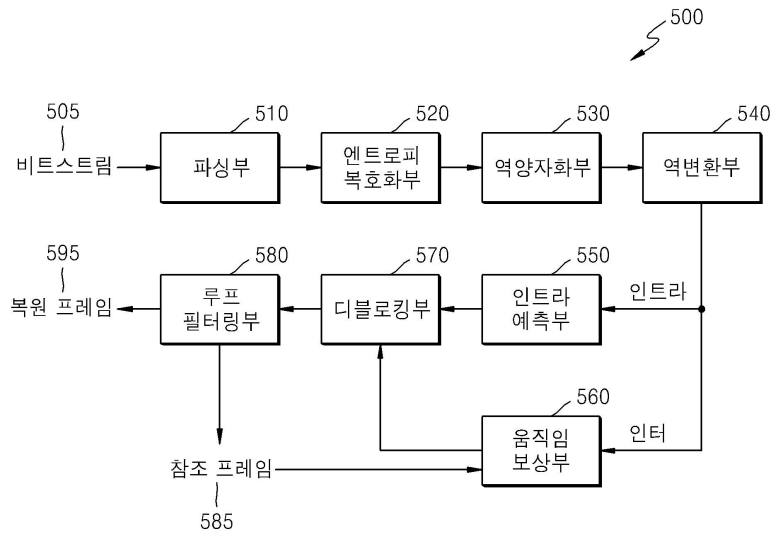 500
505
510
520
530
540
비트스트림
파싱부
엔트로피
복호화부
역양자화부
역변환부
595
580
570
550
복원 프레임
루프
필터링부
디블로킹부
인트라
예측부
인트라
560
움직임
보상부
인터
참조 프레임
585